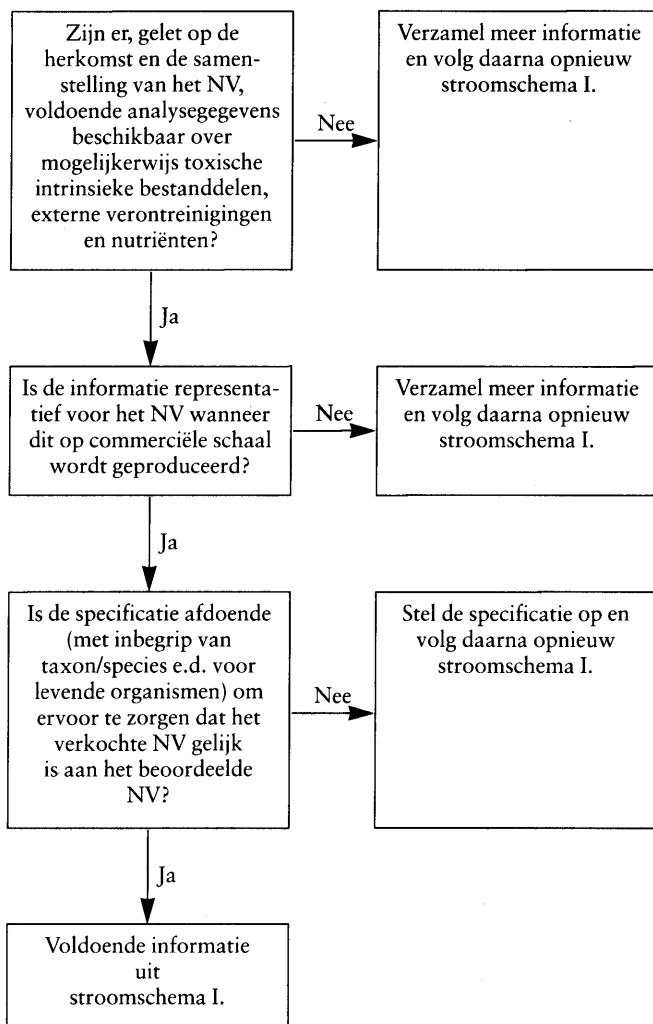 Zijn er, gelet op de
herkomst en de samen-
stelling van het NV,
voldoende analysegegevens
beschikbaar over
mogelijkerwijs toxische
intrinsieke bestanddelen,
externe verontreinigingen
en nutriënten?
Nee
Verzamel meer informatie
en volg daarna opnieuw
stroomschema I.
Ja
Is de informatie representa-
tief voor het NV wanneer
dit op commerciële schaal
wordt geproduceerd?
Nee
Verzamel meer informatie
en volg daarna opnieuw
stroomschema I.
Ja
Is de specificatie afdoende
(met inbegrip van
taxon/species e.d. voor
levende organismen) om
ervoor te zorgen dat het
verkochte NV gelijk
is aan het beoordeelde
NV?
Nee
Stel de specificatie op en
volg daarna opnieuw
stroomschema I.
Ja
Voldoende informatie
uit
stroomschema I.